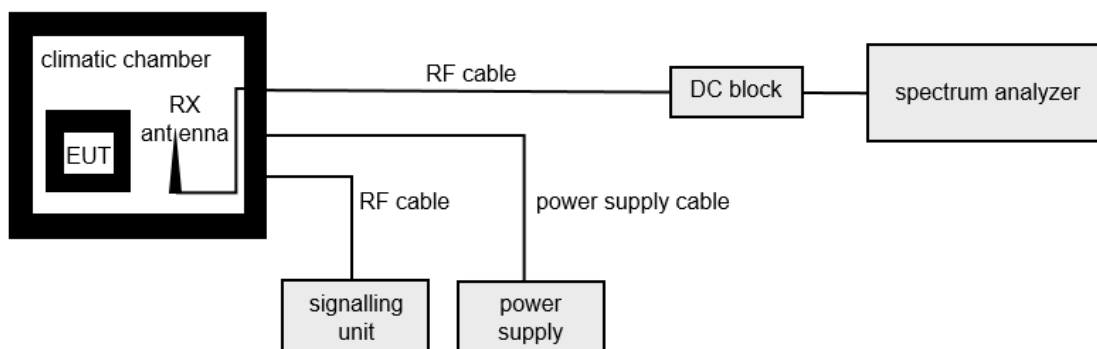 climatic chamber
RX
antenna
EUT
RF cable
DC block
spectrum analyzer
RF cable
power supply cable
signalling
unit
power
supply